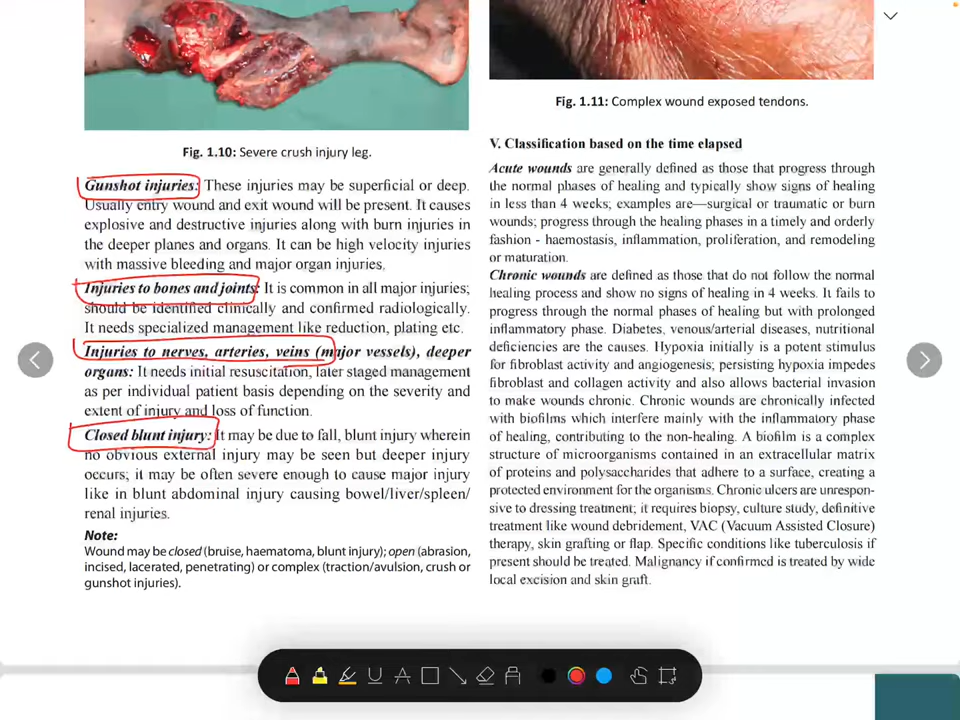 Fig. 1.10: Severe crush injury leg.
Gunshot injuries: These injuries may be superficial or deep.
Usually entry wound and exit wound will be present. It causes
explosive and destructive injuries along with burn injuries in
the deeper planes and organs. It can be high velocity injuries
with massive bleeding and major organ injuries.
Injuries to bones and joints: It is common in all major injuries;
should be identified clinically and confirmed radiologically.
It needs specialized management like reduction, plating etc.
Injuries to nerves, arteries, veins (major vessels), deeper
organs: It needs initial resuscitation, later staged management
as per individual patient basis depending on the severity and
extent of injury and loss of function.
Closed blunt injury: It may be due to fall, blunt injury wherein
no obvious external injury may be seen but deeper injury
occurs; it may be often severe enough to cause major injury
like in blunt abdominal injury causing bowel/liver/spleen/
renal injuries.
Note:
Wound may be closed (bruise, haematoma, blunt injury); open (abrasion,
incised, lacerated, penetrating) or complex (traction/avulsion, crush or
gunshot injuries).
Fig. 1.11: Complex wound exposed tendons.
V. Classification based on the time elapsed
Acute wounds are generally defined as those that progress through
the normal phases of healing and typically show signs of healing
in less than 4 weeks; examples are—surgical or traumatic or burn
wounds; progress through the healing phases in a timely and orderly
fashion - haemostasis, inflammation, proliferation, and remodeling
or maturation.
Chronic wounds are defined as those that do not follow the normal
healing process and show no signs of healing in 4 weeks. It fails to
progress through the normal phases of healing but with prolonged
inflammatory phase. Diabetes, venous/arterial diseases, nutritional
deficiencies are the causes. Hypoxia initially is a potent stimulus
for fibroblast activity and angiogenesis; persisting hypoxia impedes
fibroblast and collagen activity and also allows bacterial invasion
to make wounds chronic. Chronic wounds are chronically infected
with biofilms which interfere mainly with the inflammatory phase
of healing, contributing to the non-healing. A biofilm is a complex
structure of microorganisms contained in an extracellular matrix
of proteins and polysaccharides that adhere to a surface, creating a
protected environment for the organisms. Chronic ulcers are unrespon-
sive to dressing treatment; it requires biopsy, culture study, definitive
treatment like wound debridement, VAC (Vacuum Assisted Closure)
therapy, skin grafting or flap. Specific conditions like tuberculosis if
present should be treated. Malignancy if confirmed is treated by wide
local excision and skin graft.